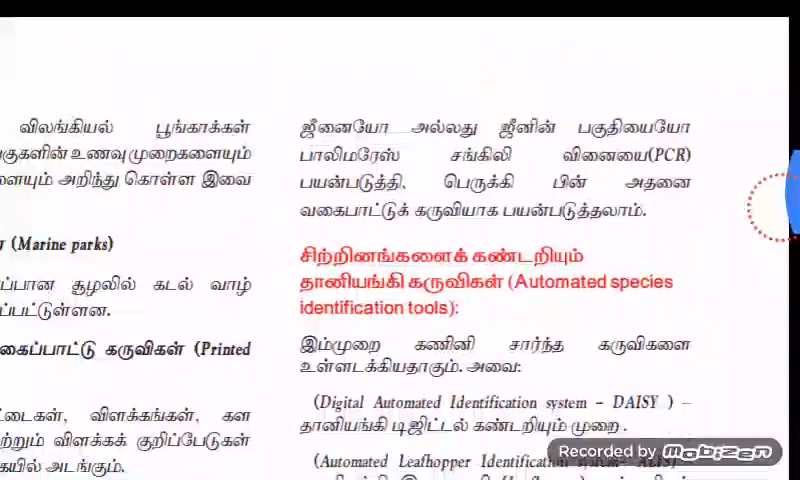 விலங்கியல் பூங்காக்கள்
உணவு முறைகளையும்
அறிந்து கொள்ள இவை
(Marine parks)
சூழலில் கடல் வாழ்
கருவிகள் (Printed
விளக்கங்கள், கள
விளக்கக் குறிப்பேடுகள்
அடங்கும்.
ஜீனையோ அல்லது ஜீனின் பகுதியையோ
பாலிமரேஸ் சங்கிலி வினையை(PCR)
பயன்படுத்தி, பெருக்கி பின் அதனை
வகைபாட்டுக் கருவியாக பயன்படுத்தலாம்.
சிற்றினங்களைக் கண்டறியும்
தானியங்கி கருவிகள் (Automated species
identification tools):
இம்முறை கணினி சார்ந்த கருவிகளை
உள்ளடக்கியதாகும். அவை:
(Digital Automated Identification system – DAISY ) –
தானியங்கி டிஜிட்டல் கண்டறியும் முறை .
(Automated Leafhopper Identification
Recorded by mobizen